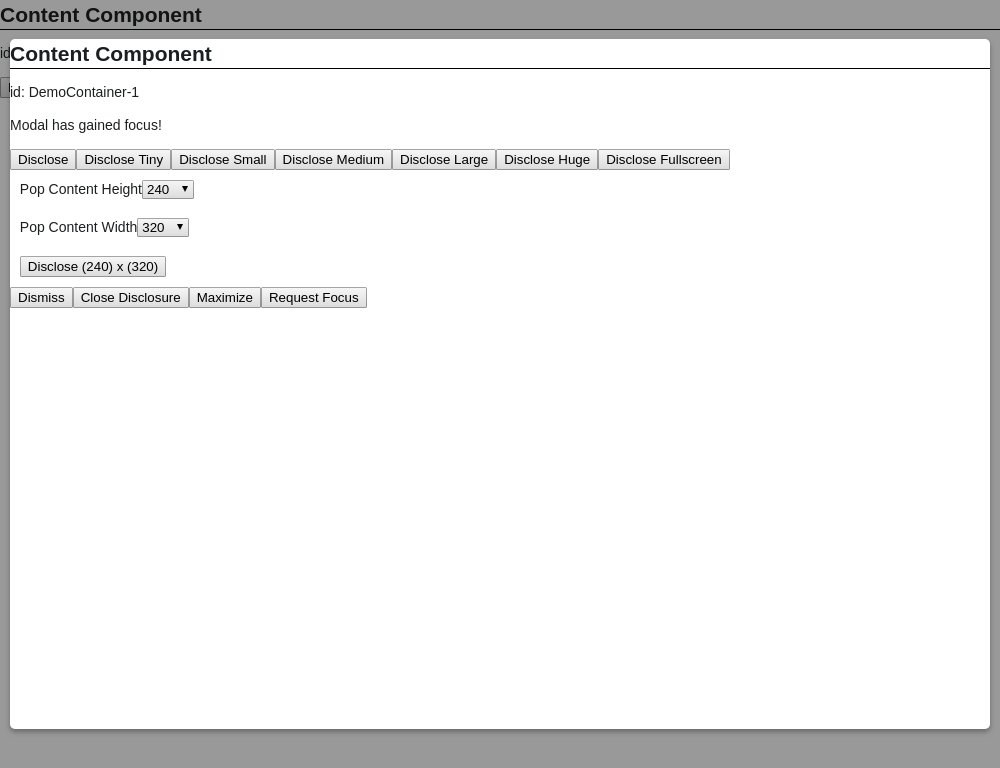 Content Component
id
Content Component
id: DemoContainer-1
Modal has gained focus!
Disclose Disclose Tiny Disclose Small Disclose Medium Disclose Large Disclose Huge Disclose Fullscreen
Pop Content Height 240
Pop Content Width 320
Disclose (240) x (320)
Dismiss Close Disclosure Maximize Request Focus